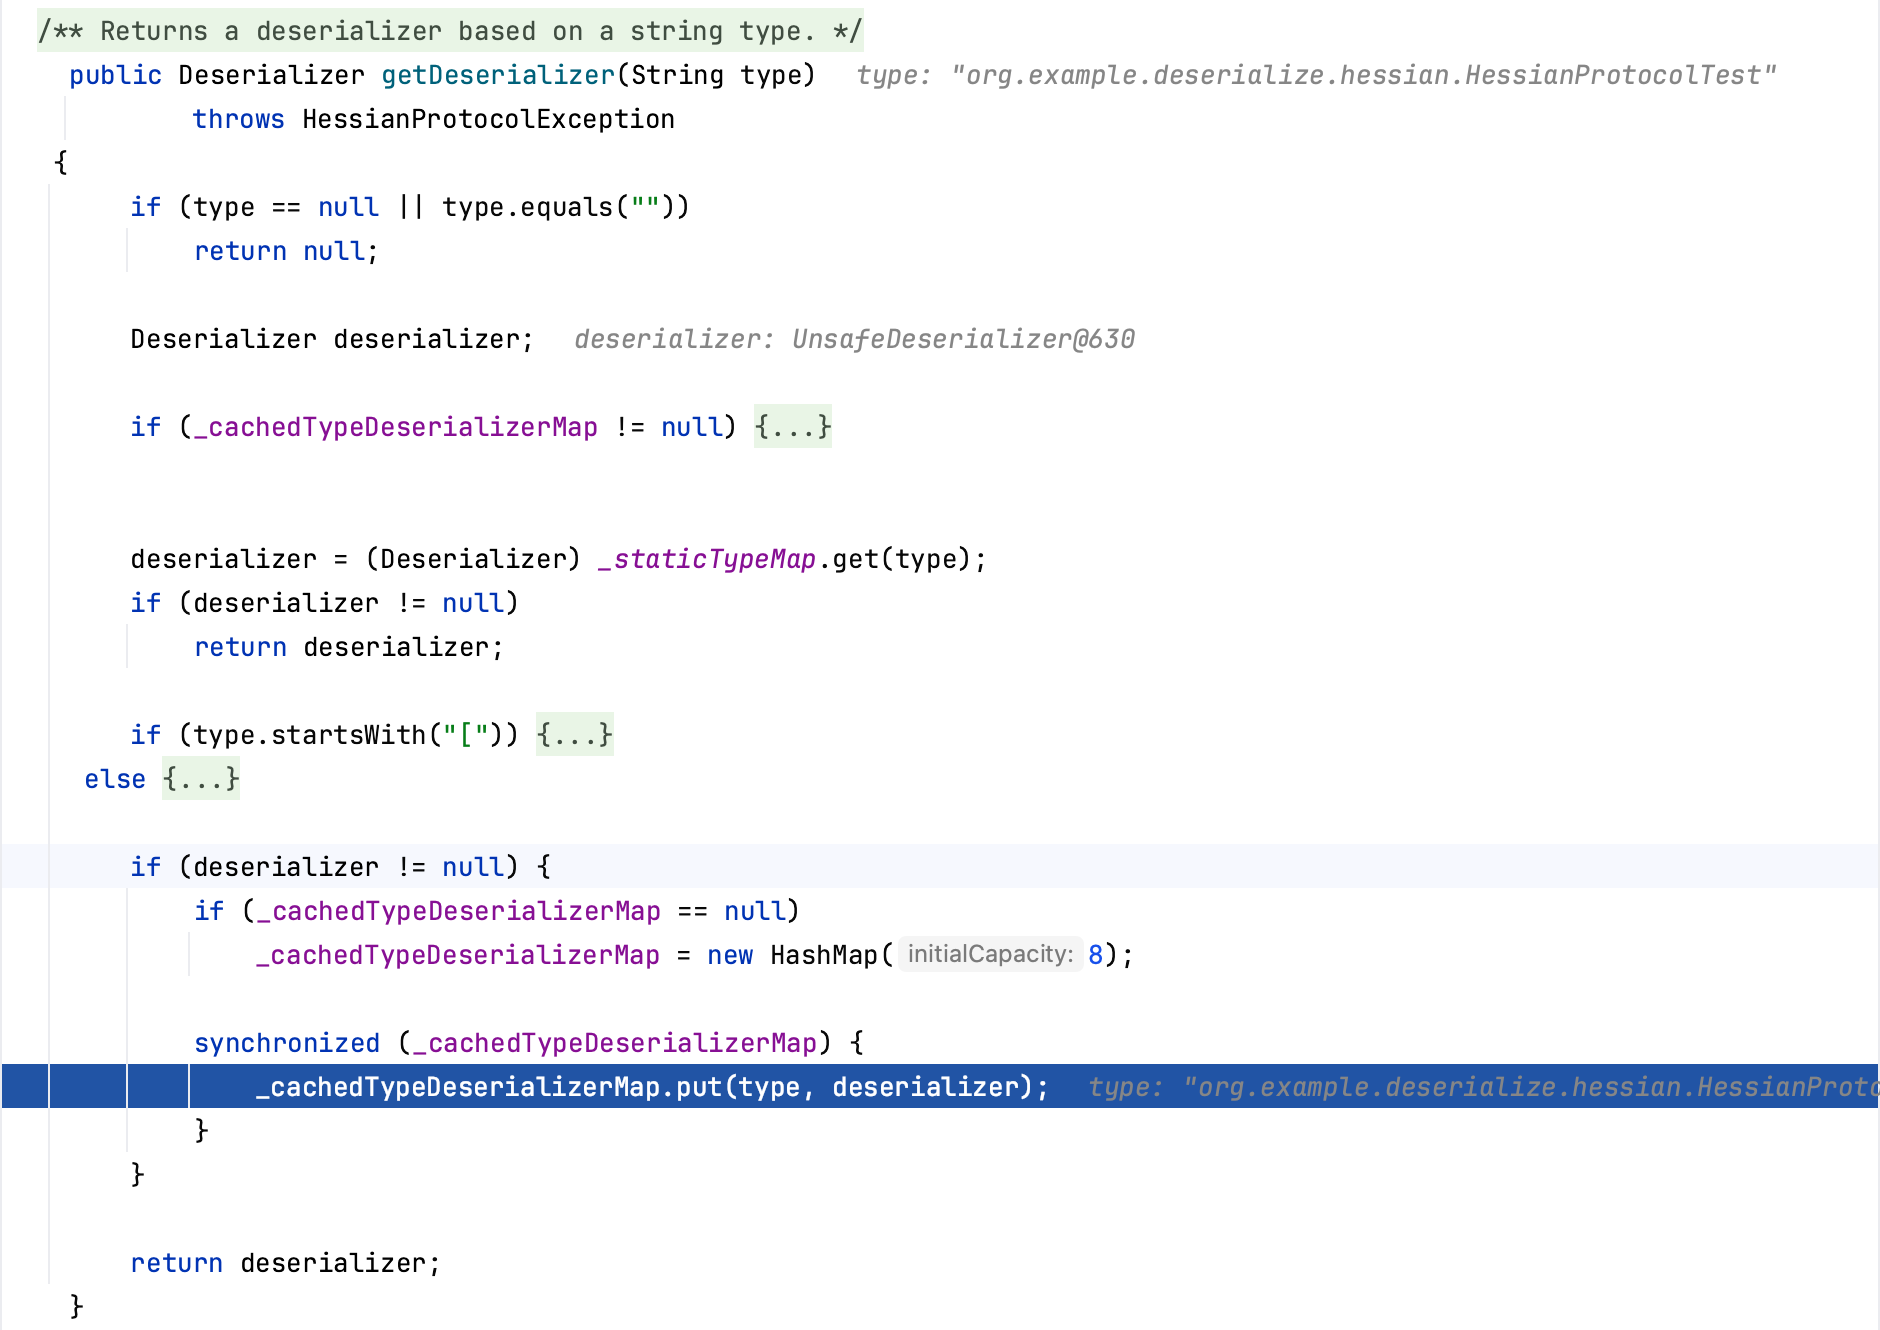 /** Returns a deserializer based on a string type. */
public Deserializer getDeserializer(String type)   type: "org.example.deserialize.hessian.HessianProtocolTest"
throws HessianProtocolException
{
if (type == null || type.equals(""))
return null;
Deserializer deserializer;   deserializer: UnsafeDeserializer@630
if (_cachedTypeDeserializerMap != null) {...}
deserializer = (Deserializer) _staticTypeMap.get(type);
if (deserializer != null)
return deserializer;
if (type.startsWith("[")) {...}
else {...}
if (deserializer != null) {
if (_cachedTypeDeserializerMap == null)
_cachedTypeDeserializerMap = new HashMap( initialCapacity: 8);
synchronized (_cachedTypeDeserializerMap) {
_cachedTypeDeserializerMap.put(type, deserializer);   type: "org.example.deserialize.hessian.HessianProto
}
}
return deserializer;
}